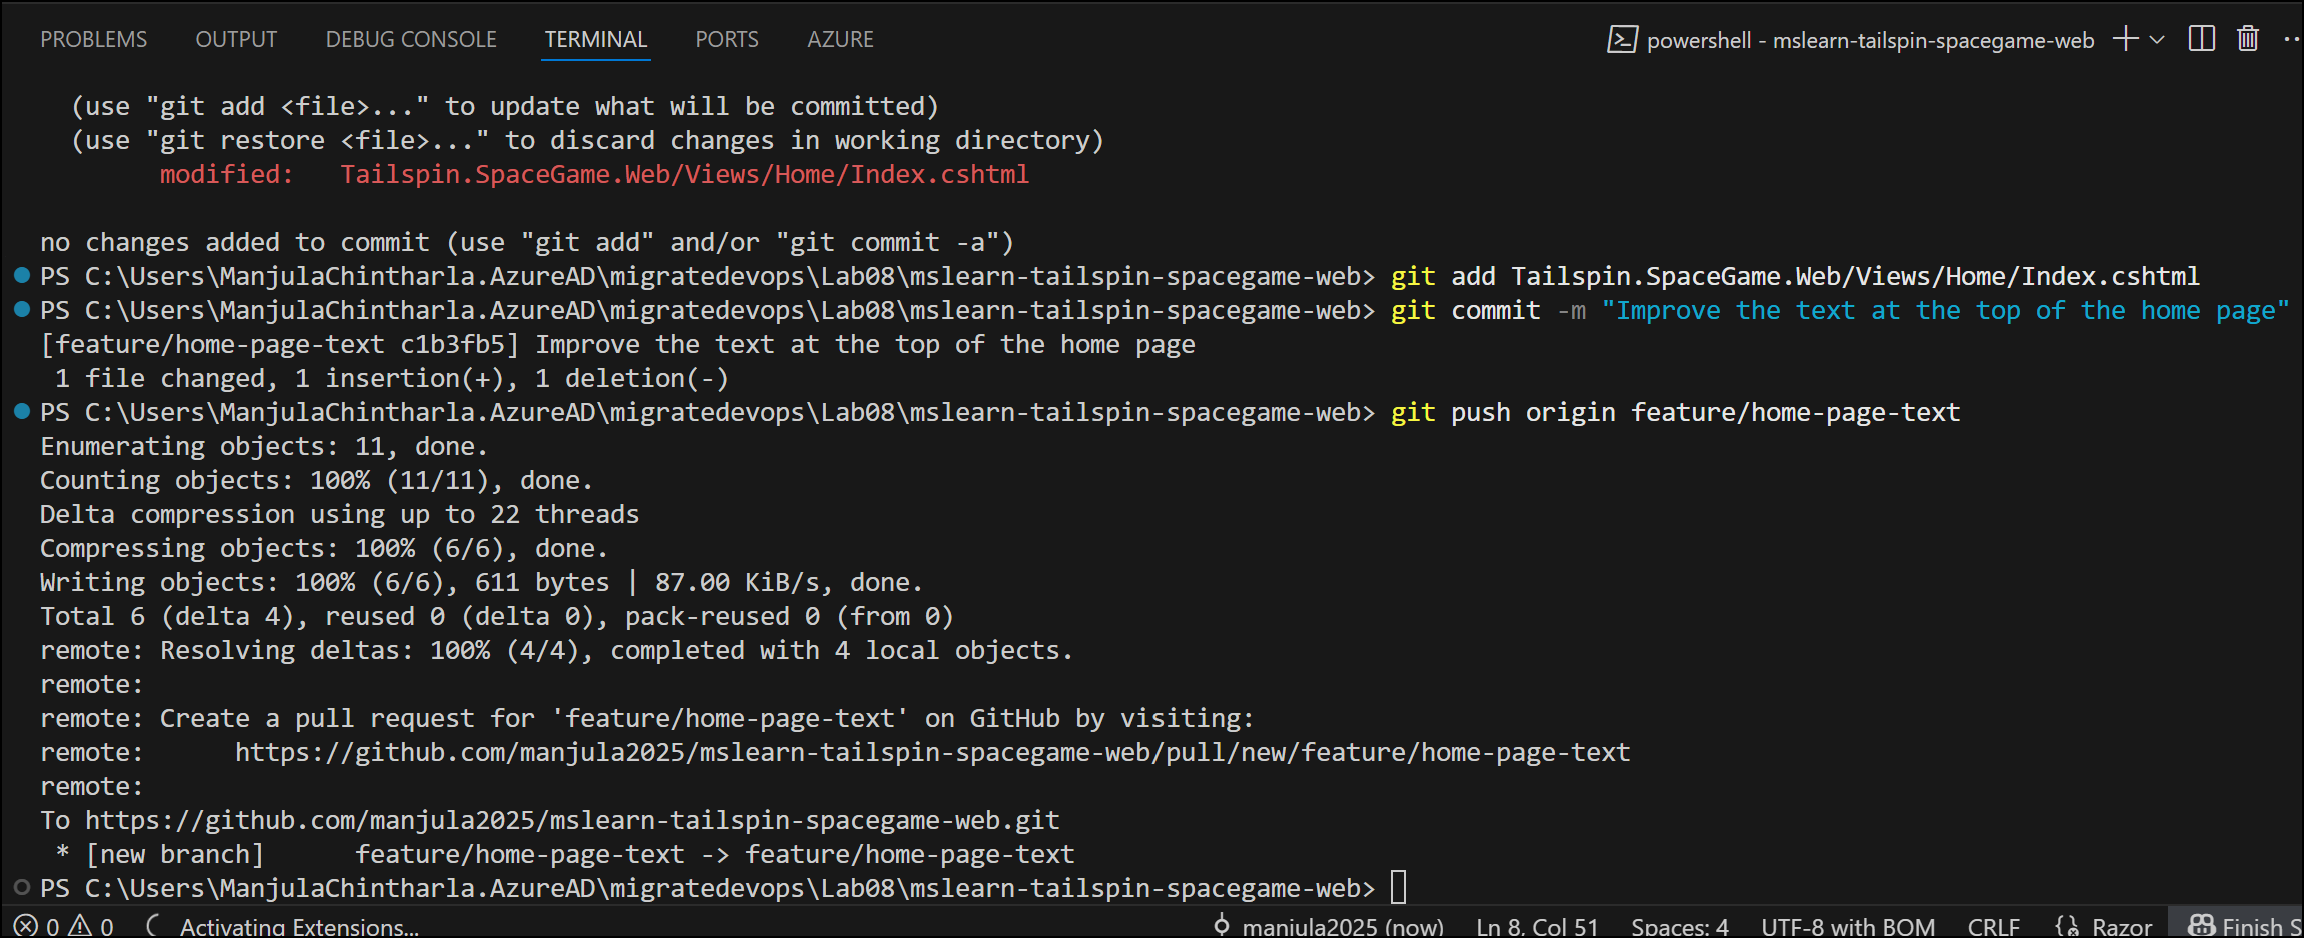 PROBLEMS OUTPUT DEBUG CONSOLE TERMINAL PORTS AZURE powershell - mslearn-tailspin-spacegame-web
(use "git add <file>..." to update what will be committed)
(use "git restore <file>..." to discard changes in working directory)
modified: Tailspin.SpaceGame.Web/Views/Home/Index.cshtml
no changes added to commit (use "git add" and/or "git commit -a")
PS C:\Users\ManjulaChintharla.AzureAD\migratedevops\Lab08\mslearn-tailspin-spacegame-web> git add Tailspin.SpaceGame.Web/Views/Home/Index.cshtml
PS C:\Users\ManjulaChintharla.AzureAD\migratedevops\Lab08\mslearn-tailspin-spacegame-web> git commit -m "Improve the text at the top of the home page"
[feature/home-page-text c1b3fb5] Improve the text at the top of the home page
1 file changed, 1 insertion(+), 1 deletion(-)
PS C:\Users\ManjulaChintharla.AzureAD\migratedevops\Lab08\mslearn-tailspin-spacegame-web> git push origin feature/home-page-text
Enumerating objects: 11, done.
Counting objects: 100% (11/11), done.
Delta compression using up to 22 threads
Compressing objects: 100% (6/6), done.
Writing objects: 100% (6/6), 611 bytes | 87.00 KiB/s, done.
Total 6 (delta 4), reused 0 (delta 0), pack-reused 0 (from 0)
remote: Resolving deltas: 100% (4/4), completed with 4 local objects.
remote:
remote: Create a pull request for 'feature/home-page-text' on GitHub by visiting:
remote: https://github.com/manjula2025/mslearn-tailspin-spacegame-web/pull/new/feature/home-page-text
remote:
To https://github.com/manjula2025/mslearn-tailspin-spacegame-web.git
* [new branch] feature/home-page-text -> feature/home-page-text
PS C:\Users\ManjulaChintharla.AzureAD\migratedevops\Lab08\mslearn-tailspin-spacegame-web>
0 0 Activating Extensions... manjula2025 (now) Ln 8, Col 51 Spaces: 4 UTF-8 with BOM CRLF Razor Finish S